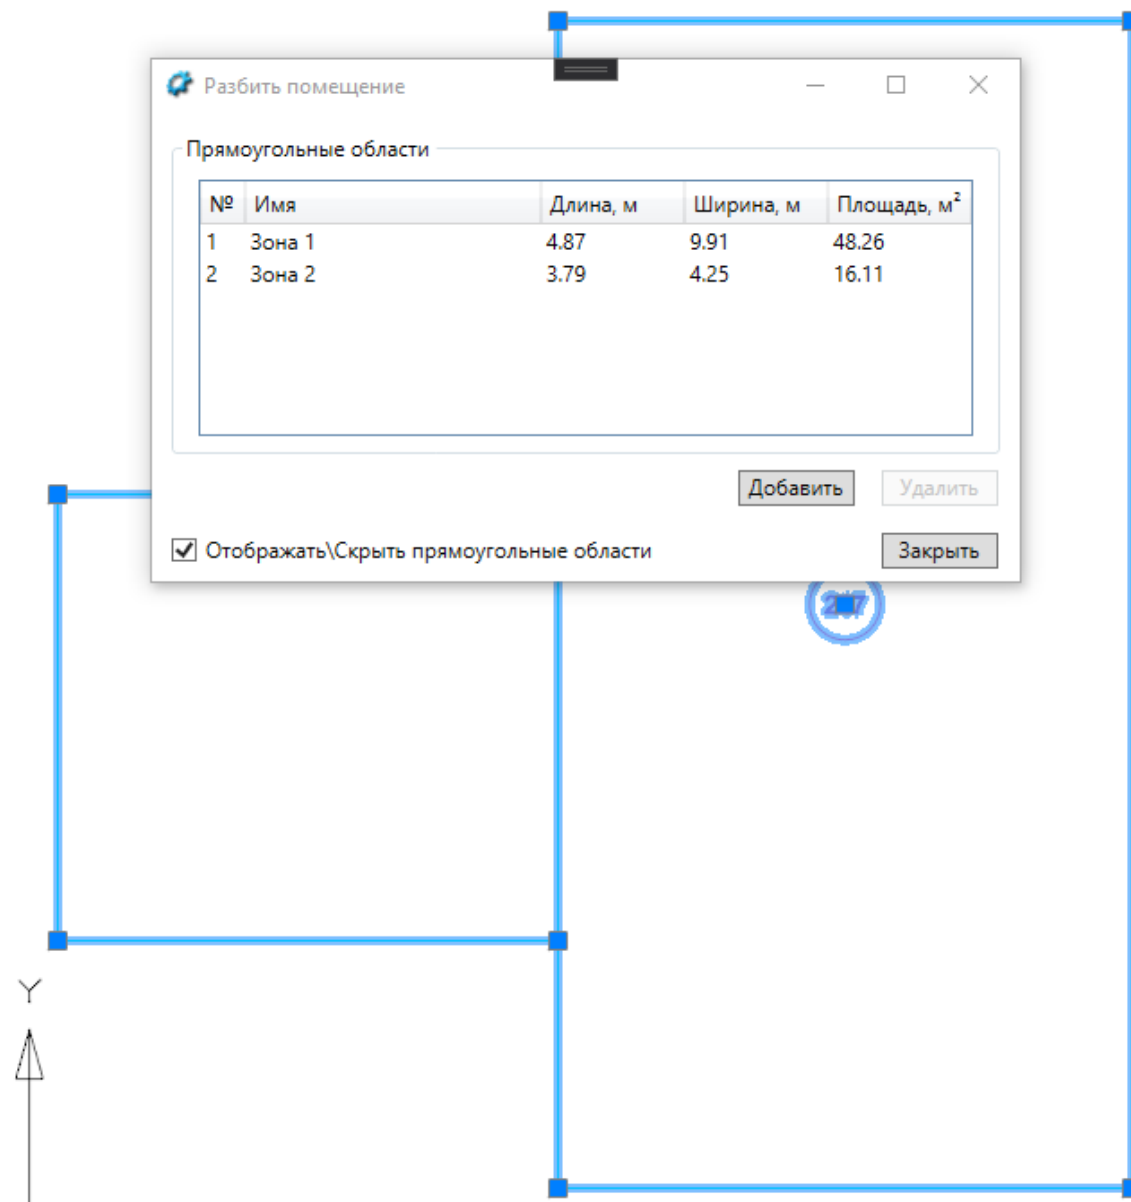 Разбить помещение
Прямоугольные области
№ Имя Длина, м Ширина, м Площадь, м²
1 Зона 1 4.87 9.91 48.26
2 Зона 2 3.79 4.25 16.11
Добавить Удалить
Отображать\Скрыть прямоугольные области Закрыть
Y